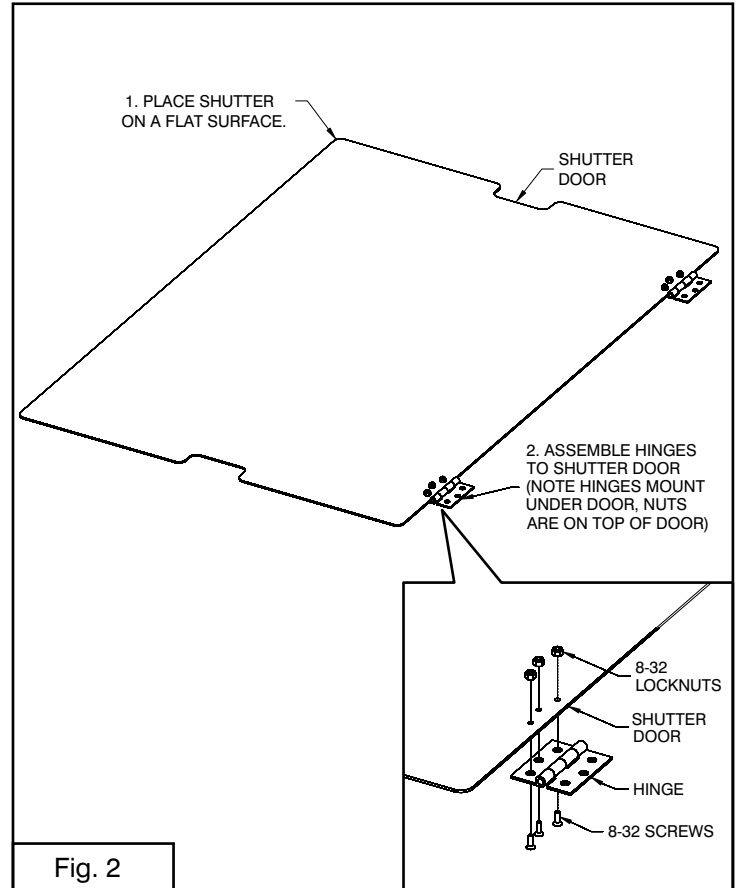 1. PLACE SHUTTER
ON A FLAT SURFACE.
SHUTTER
DOOR
2. ASSEMBLE HINGES
TO SHUTTER DOOR
(NOTE HINGES MOUNT
UNDER DOOR, NUTS
ARE ON TOP OF DOOR)
8-32
LOCKNUTS
SHUTTER
DOOR
HINGE
8-32 SCREWS
Fig. 2